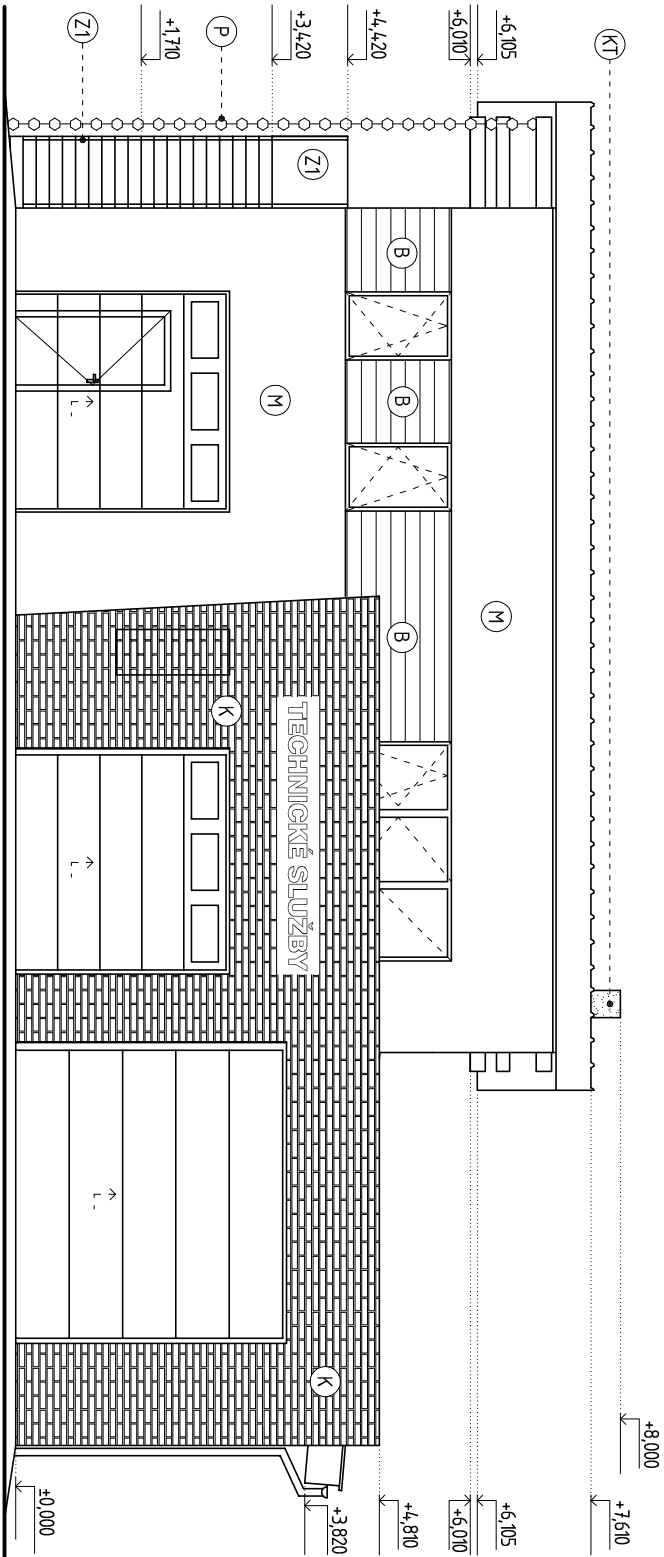 KT
+8,000
+7,610
+6,105
+6,105
+6,010
+6,010
+4,810
+4,420
+3,820
+3,420
+1,710
±0,000
P
Z1
Z1
B
B
B
M
M
TECHNICKÉ SLUŽBY
K
K